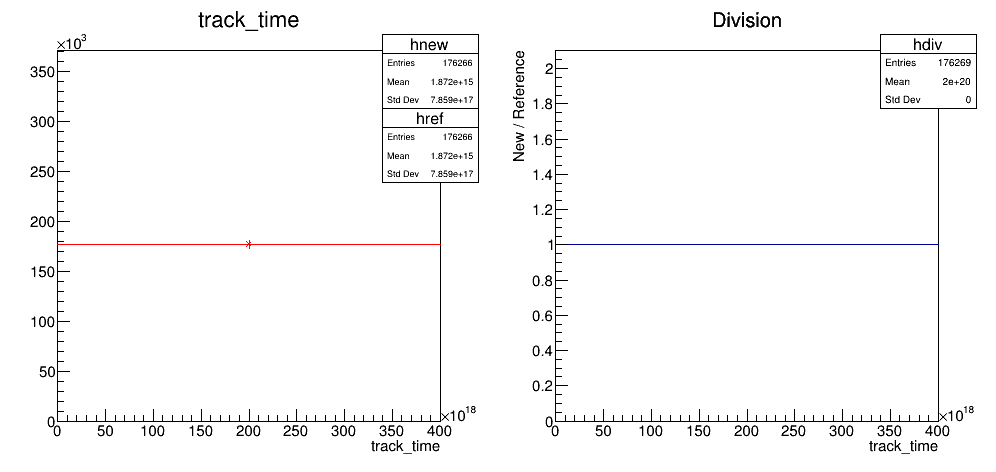 track_time
×10³
hnew
Entries 176266
Mean 1.872e+15
Std Dev 7.859e+17
href
Entries 176266
Mean 1.872e+15
Std Dev 7.859e+17
350
300
250
200
150
100
50
0
0 50 100 150 200 250 300 350 400
×10¹⁸
track_time
Division
hdiv
Entries 176269
Mean 2e+20
Std Dev 0
New / Reference
2
1.8
1.6
1.4
1.2
1
0.8
0.6
0.4
0.2
0
0 50 100 150 200 250 300 350 400
×10¹⁸
track_time